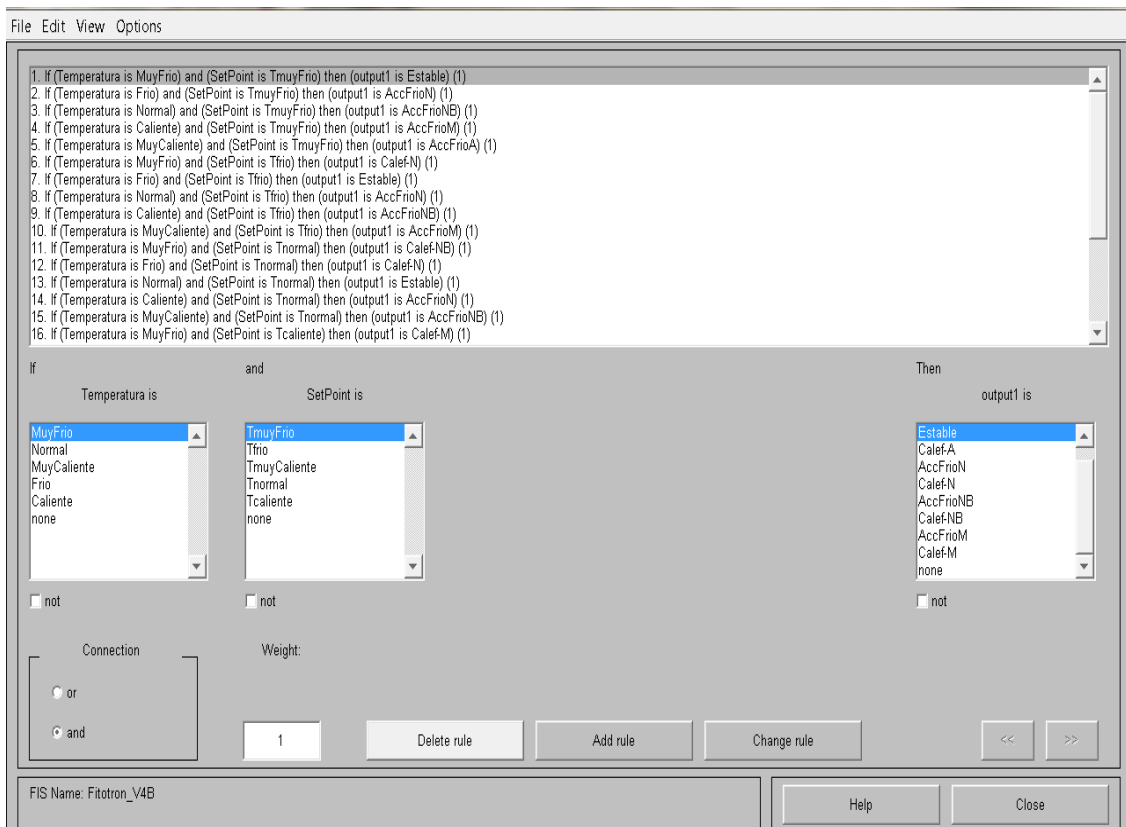 File Edit View Options
1. If (Temperatura is MuyFrio) and (SetPoint is TmuyFrio) then (output1 is Estable) (1)
2. If (Temperatura is Frio) and (SetPoint is TmuyFrio) then (output1 is AccFrioN) (1)
3. If (Temperatura is Normal) and (SetPoint is TmuyFrio) then (output1 is AccFrioNB) (1)
4. If (Temperatura is Caliente) and (SetPoint is TmuyFrio) then (output1 is AccFrioM) (1)
5. If (Temperatura is MuyCaliente) and (SetPoint is TmuyFrio) then (output1 is AccFrioA) (1)
6. If (Temperatura is MuyFrio) and (SetPoint is Tfrio) then (output1 is Calef-N) (1)
7. If (Temperatura is Frio) and (SetPoint is Tfrio) then (output1 is Estable) (1)
8. If (Temperatura is Normal) and (SetPoint is Tfrio) then (output1 is AccFrioN) (1)
9. If (Temperatura is Caliente) and (SetPoint is Tfrio) then (output1 is AccFrioNB) (1)
10. If (Temperatura is MuyCaliente) and (SetPoint is Tfrio) then (output1 is AccFrioM) (1)
11. If (Temperatura is MuyFrio) and (SetPoint is Tnormal) then (output1 is Calef-NB) (1)
12. If (Temperatura is Frio) and (SetPoint is Tnormal) then (output1 is Calef-N) (1)
13. If (Temperatura is Normal) and (SetPoint is Tnormal) then (output1 is Estable) (1)
14. If (Temperatura is Caliente) and (SetPoint is Tnormal) then (output1 is AccFrioN) (1)
15. If (Temperatura is MuyCaliente) and (SetPoint is Tnormal) then (output1 is AccFrioNB) (1)
16. If (Temperatura is MuyFrio) and (SetPoint is Tcaliente) then (output1 is Calef-M) (1)
If
Temperatura is
MuyFrio
Normal
MuyCaliente
Frio
Caliente
none
not
and
SetPoint is
TmuyFrio
Tfrio
TmuyCaliente
Tnormal
Tcaliente
none
not
Then
output1 is
Estable
Calef-A
AccFrioN
Calef-N
AccFrioNB
Calef-NB
AccFrioM
Calef-M
none
not
Connection
or
and
Weight:
1
Delete rule
Add rule
Change rule
<<
>>
FIS Name: Fitotron_V4B
Help
Close